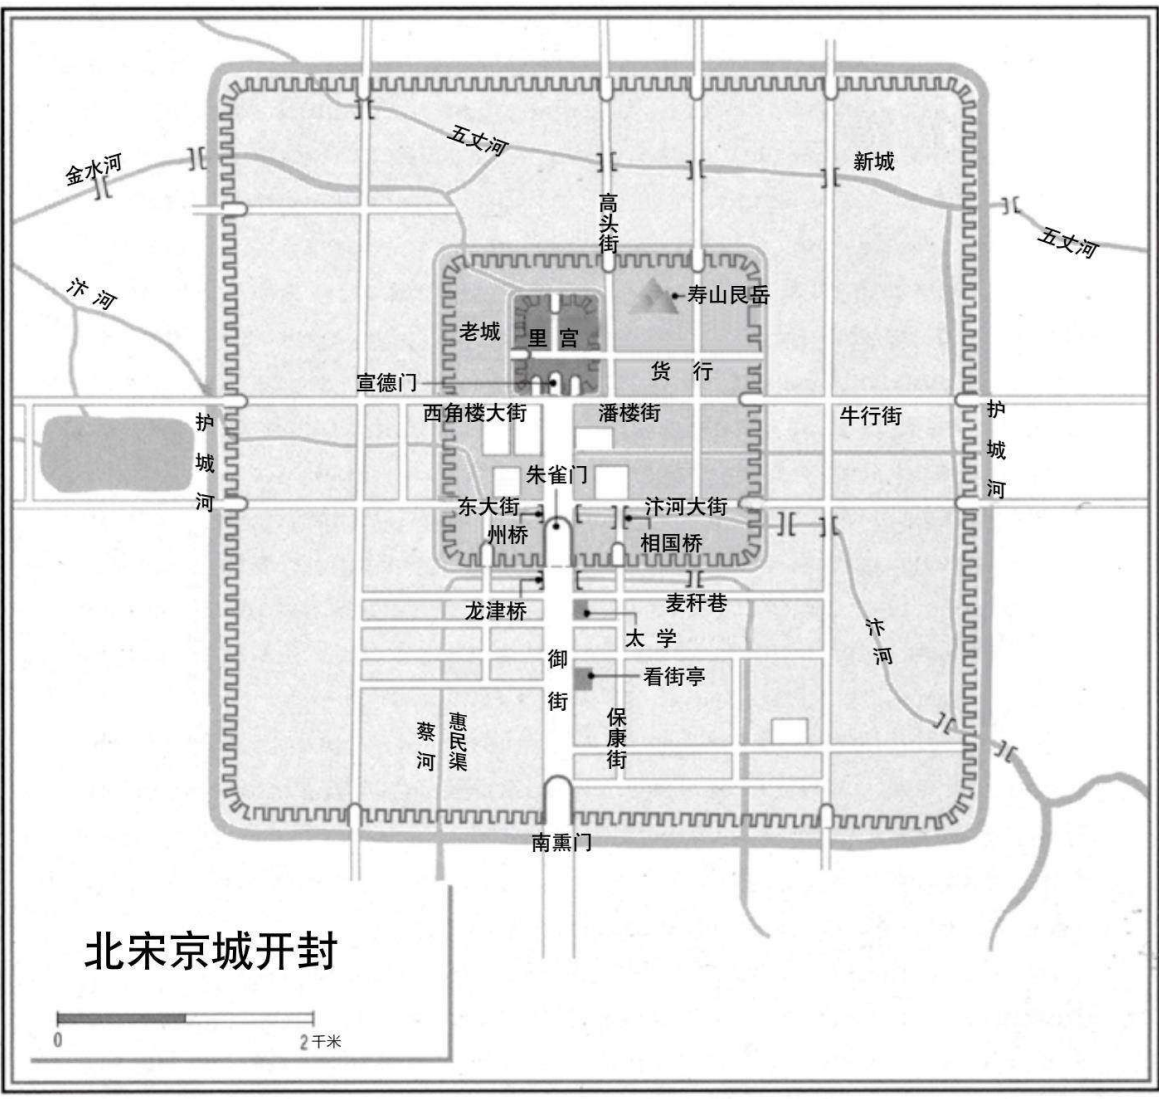 五丈河
金水河
新城
高头街
五丈河
汴河
寿山艮岳
老城
里宫
货行
宣德门
西角楼大街
潘楼街
牛行街
护城河
护城河
朱雀门
东大街
汴河大街
州桥
相国桥
龙津桥
麦秆巷
太学
汴河
御街
看街亭
保康街
惠民渠
蔡河
南熏门
北宋京城开封
0
2千米